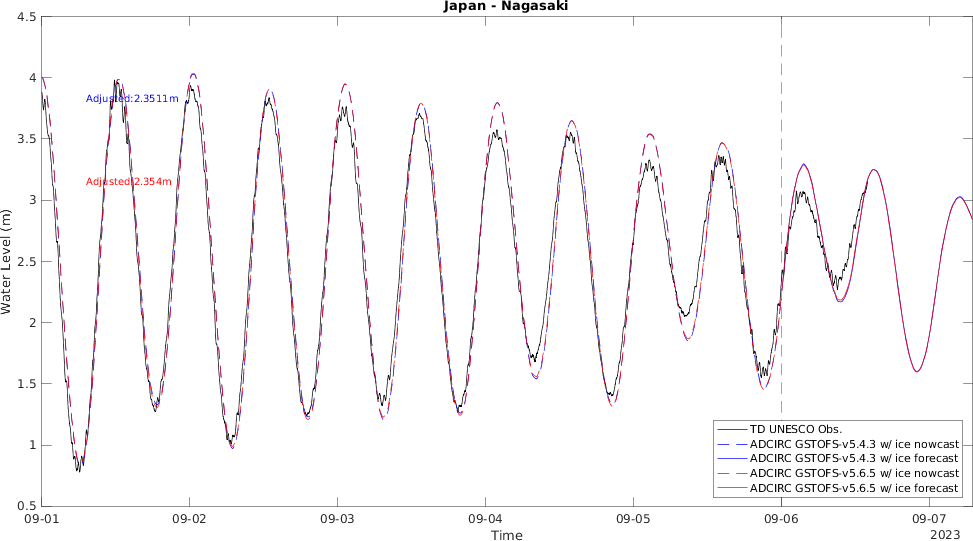 Japan - Nagasaki
4.5
4
3.5
3
2.5
2
1.5
1
0.5
Water Level (m)
Adjusted:2.3511m
Adjusted:2.354m
TD UNESCO Obs.
ADCIRC GSTOFS-v5.4.3 w/ ice nowcast
ADCIRC GSTOFS-v5.4.3 w/ ice forecast
ADCIRC GSTOFS-v5.6.5 w/ ice nowcast
ADCIRC GSTOFS-v5.6.5 w/ ice forecast
09-01 09-02 09-03 09-04 09-05 09-06 09-07
Time
2023